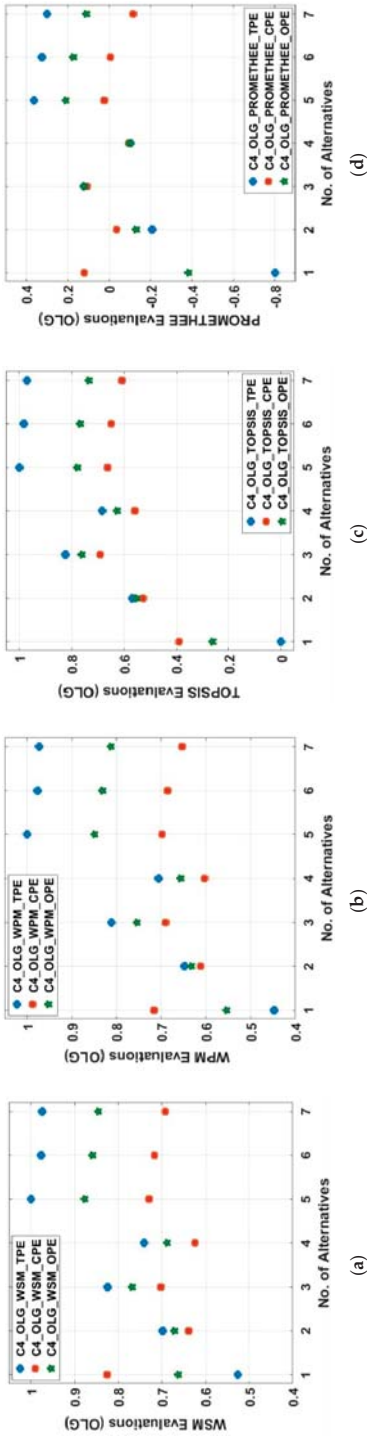 WSM Evaluations (OLG)
1
0.9
0.8
0.7
0.6
0.5
0.4
C4_OLG_WSM_TPE
C4_OLG_WSM_CPE
C4_OLG_WSM_OPE
1 2 3 4 5 6 7
No. of Alternatives
(a)
WPM Evaluations (OLG)
1
0.9
0.8
0.7
0.6
0.5
0.4
C4_OLG_WPM_TPE
C4_OLG_WPM_CPE
C4_OLG_WPM_OPE
1 2 3 4 5 6 7
No. of Alternatives
(b)
TOPSIS Evaluations (OLG)
1
0.8
0.6
0.4
0.2
0
C4_OLG_TOPSIS_TPE
C4_OLG_TOPSIS_CPE
C4_OLG_TOPSIS_OPE
1 2 3 4 5 6 7
No. of Alternatives
(c)
PROMETHEE Evaluations (OLG)
0.4
0.2
0
-0.2
-0.4
-0.6
-0.8
C4_OLG_PROMETHEE_TPE
C4_OLG_PROMETHEE_CPE
C4_OLG_PROMETHEE_OPE
1 2 3 4 5 6 7
No. of Alternatives
(d)